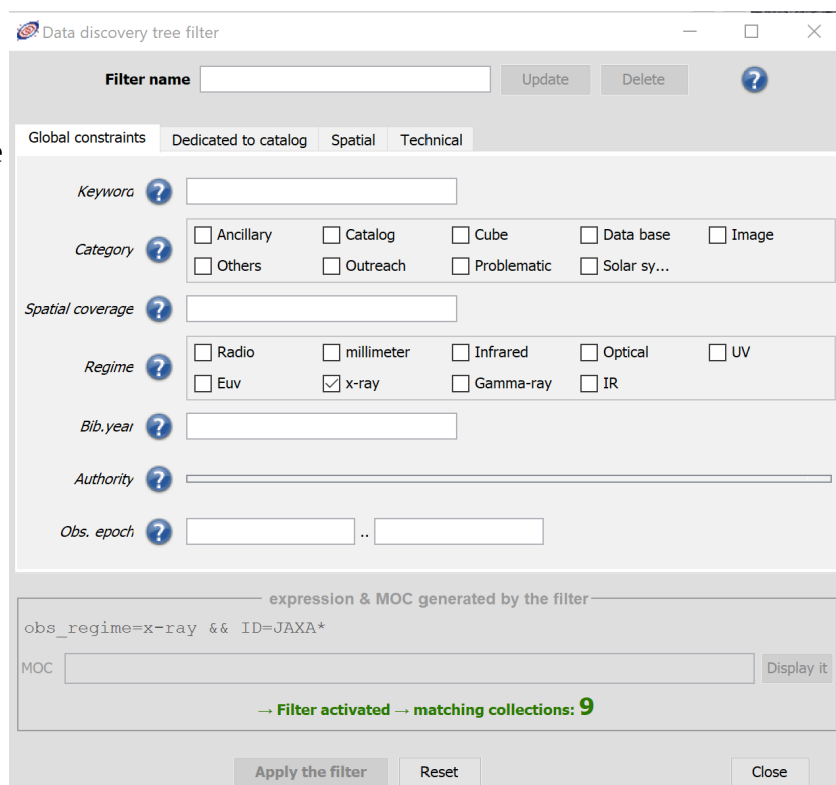 Data discovery tree filter
Filter name Update Delete ?
Global constraints Dedicated to catalog Spatial Technical
e
Keyword ?
Category ? Ancillary Catalog Cube Data base Image
Others Outreach Problematic Solar sy...
Spatial coverage ?
Regime ? Radio millimeter Infrared Optical UV
Euv x-ray Gamma-ray IR
Bib.year ?
Authority ?
Obs. epoch ? ..
expression & MOC generated by the filter
obs_regime=x-ray && ID=JAXA*
MOC Display it
→ Filter activated → matching collections: 9
Apply the filter Reset Close